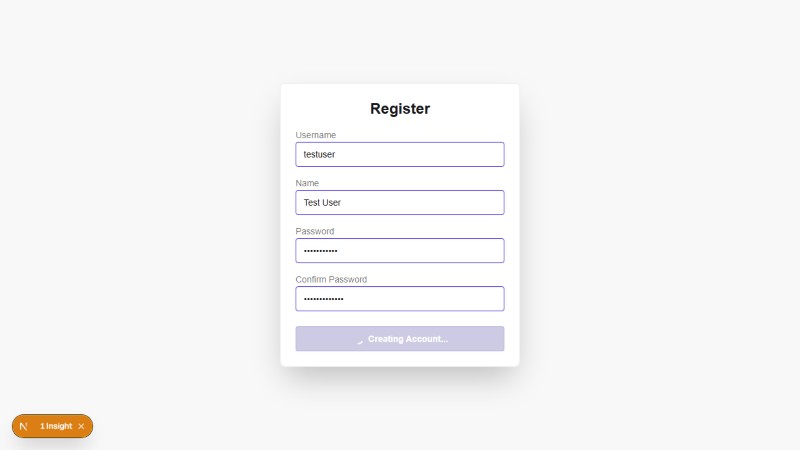 Register
Username
testuser
Name
Test User
Password
•••••••••••
Confirm Password
•••••••••••••
Creating Account...
N 1 Insight ×